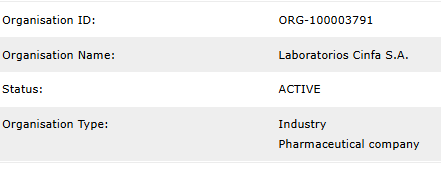 Organisation ID: ORG-100003791
Organisation Name: Laboratorios Cinfa S.A.
Status: ACTIVE
Organisation Type: Industry
Pharmaceutical company